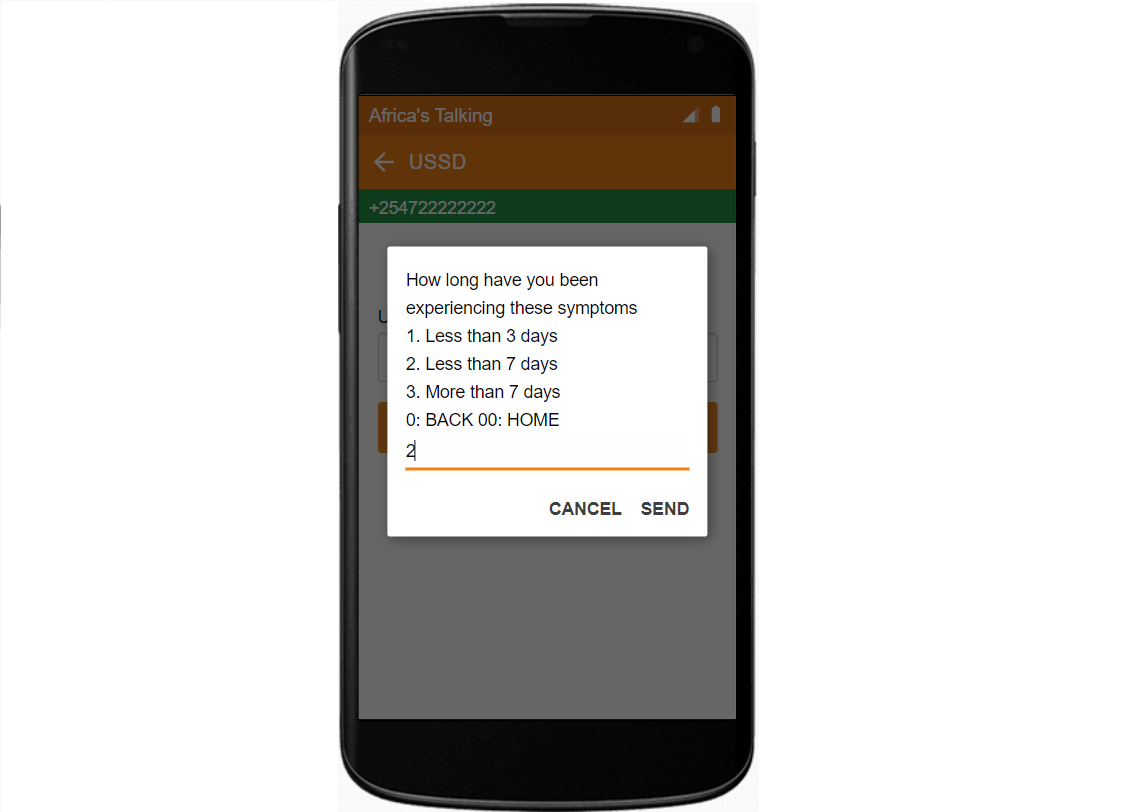 Africa's Talking
USSD
+254722222222
U
How long have you been
experiencing these symptoms
1. Less than 3 days
2. Less than 7 days
3. More than 7 days
0: BACK 00: HOME
2
CANCEL SEND